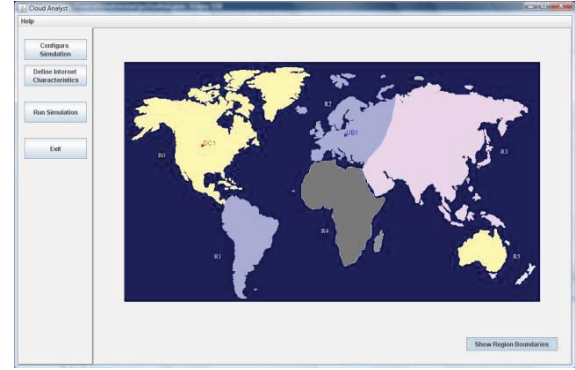 Cloud Analyst
Help
Configure
Simulation
Define Internet
Characteristics
Run Simulation
Exit
R2
DC1
UB1
R0
R3
R4
R1
R5
Show Region Boundaries